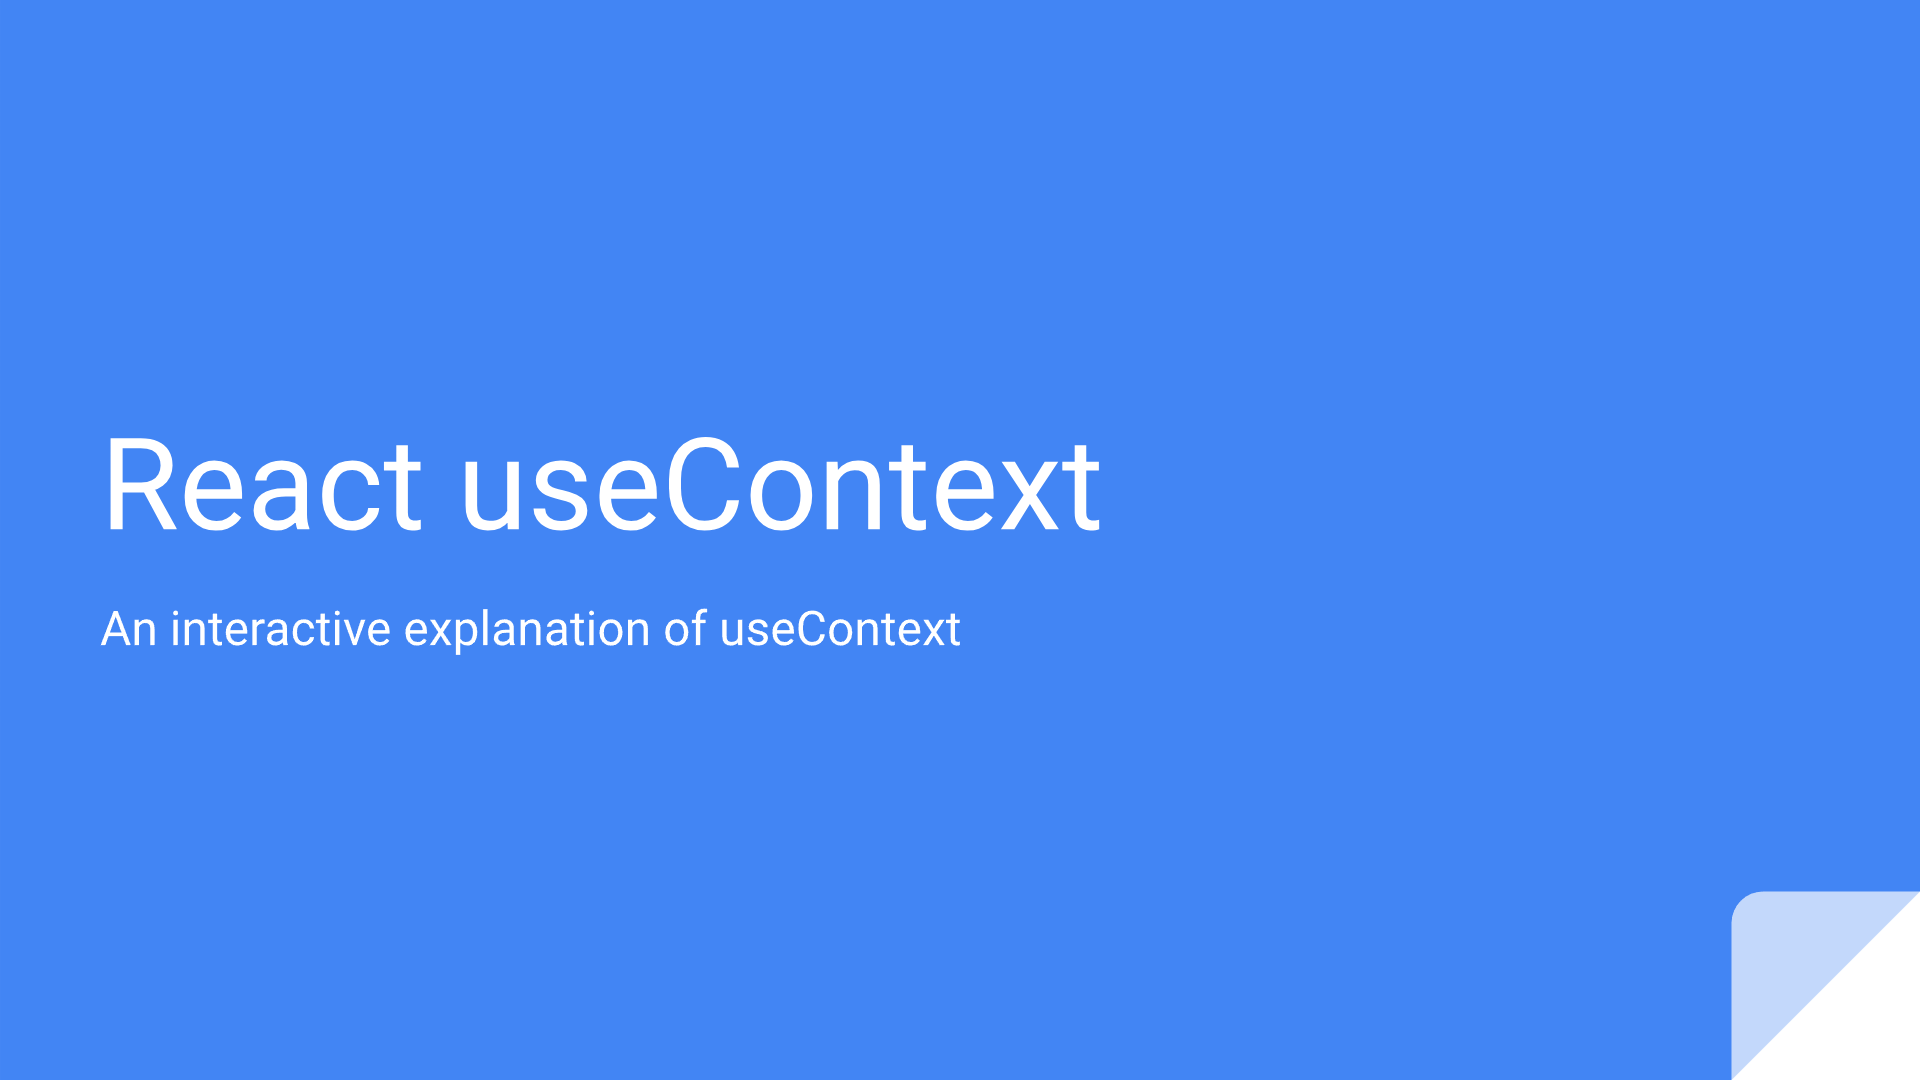 React useContext
An interactive explanation of useContext